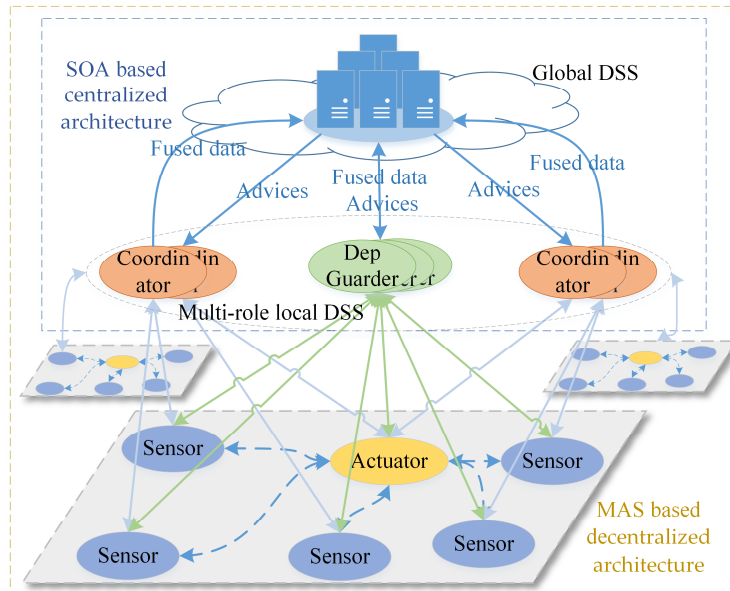 SOA based
centralized
architecture
Global DSS
Fused data
Advices
Fused data
Advices
Advices
Fused data
Coordin
ator
Dep
Guarder
Coordin
ator
Multi-role local DSS
Sensor
Actuator
Sensor
Sensor
Sensor
Sensor
MAS based
decentralized
architecture